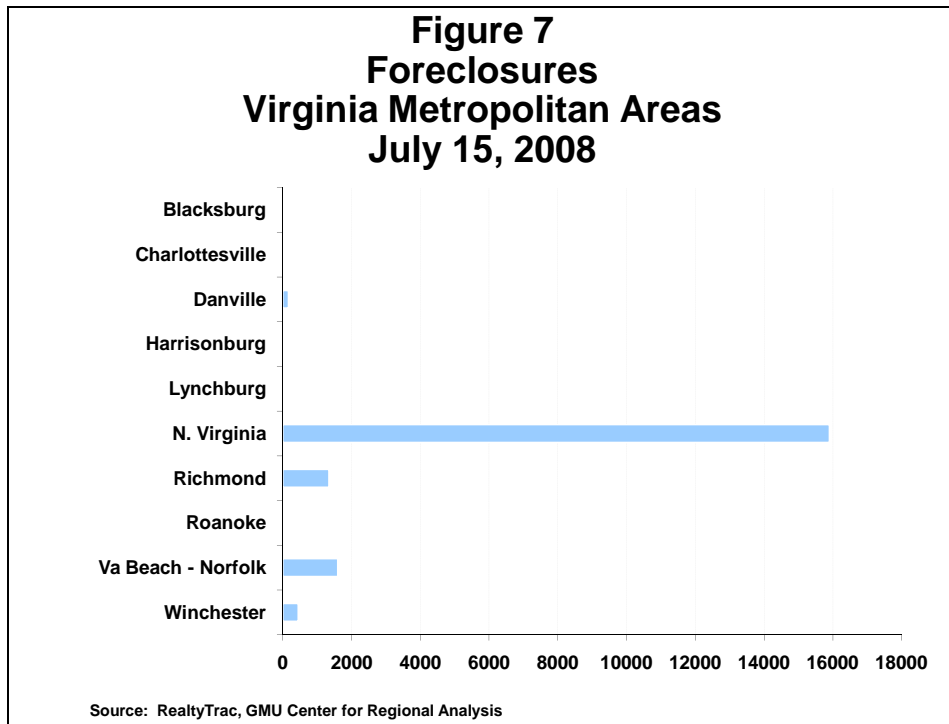 Figure 7
Foreclosures
Virginia Metropolitan Areas
July 15, 2008
Blacksburg
Charlottesville
Danville
Harrisonburg
Lynchburg
N. Virginia
Richmond
Roanoke
Va Beach - Norfolk
Winchester
0 2000 4000 6000 8000 10000 12000 14000 16000 18000
Source: RealtyTrac, GMU Center for Regional Analysis